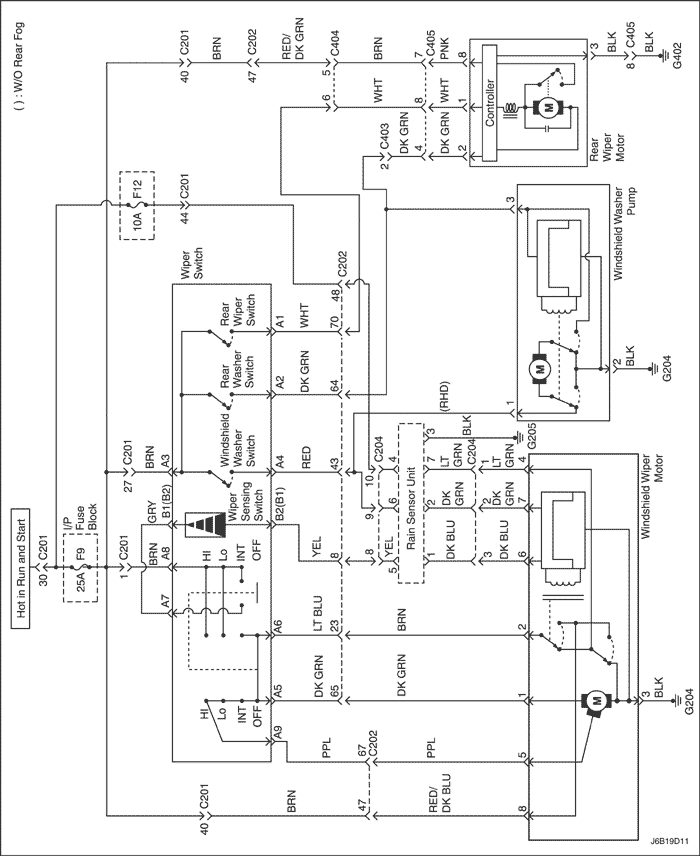 ( ) : W/O Rear Fog
Hot in Run and Start
30 C201
I/P
Fuse
Block
F9
25A
F12
10A
C201
44
C201
27
BRN
1 C201
BRN
40 C201
BRN
47 C202
RED/
DK GRN
5 C404
BRN
7 C405
PNK
8
6
WHT
8
WHT
1
2 C403
DK GRN
4
DK GRN
2
Controller
M
Rear
Wiper
Motor
3
BLK
8 C405
BLK
G402
Wiper
Switch
Rear
Wiper
Switch
Rear
Washer
Switch
Windshield
Washer
Switch
Wiper
Sensing
Switch
A3
GRY
B1(B2)
A8
A7
HI
Lo
INT
OFF
HI
Lo
INT
OFF
A1
WHT
A2
DK GRN
A4
RED
B2(B1)
YEL
A6
LT BLU
A5
DK GRN
A9
PPL
48 C202
70
64
43
8
23
65
67 C202
47
BRN
DK GRN
PPL
RED/
DK BLU
40 C201
BRN
10 C204
4
9
6
8
YEL
5
Rain Sensor Unit
3
BLK
G205
7
LT
GRN
C204
1
LT
GRN
4
2
DK
GRN
2
DK
GRN
7
1
DK BLU
3
DK BLU
6
(RHD)
3
1
M
2
BLK
G204
Windshield Washer
Pump
2
1
5
8
M
3
BLK
G204
Windshield Wiper
Motor
J6B19D11